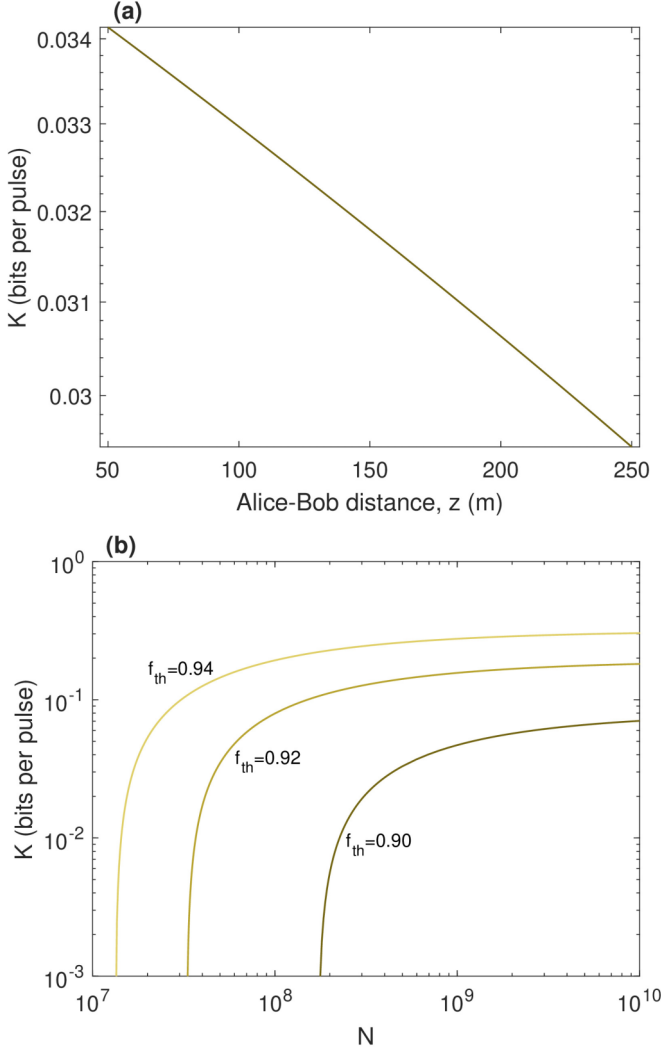 (a)
K (bits per pulse)
0.034
0.033
0.032
0.031
0.03
50 100 150 200 250
Alice-Bob distance, z (m)
(b)
K (bits per pulse)
10^0
10^-1
10^-2
10^-3
f_th=0.94
f_th=0.92
f_th=0.90
10^7 10^8 10^9 10^10
N